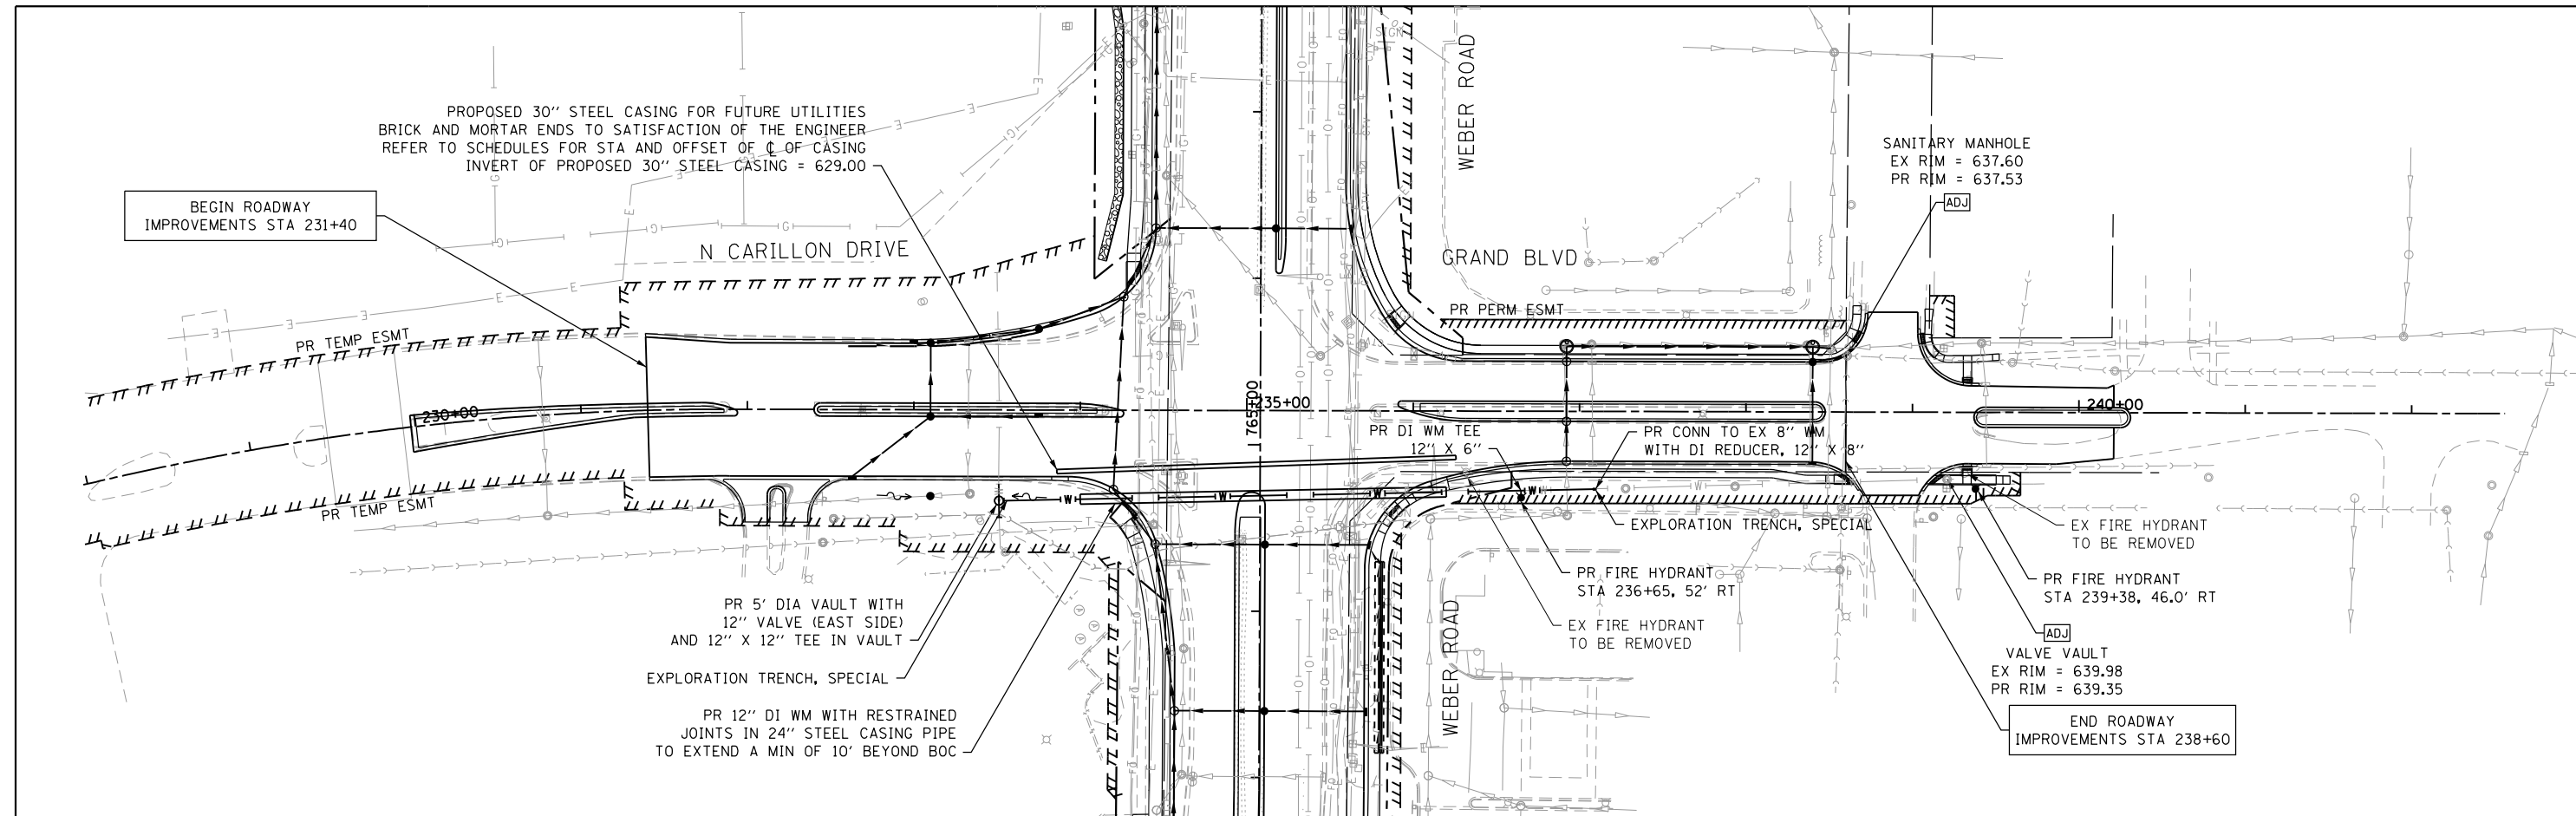 PROPOSED 30'' STEEL CASING FOR FUTURE UTILITIES
BRICK AND MORTAR ENDS TO SATISFACTION OF THE ENGINEER
REFER TO SCHEDULES FOR STA AND OFFSET OF ℄ OF CASING
INVERT OF PROPOSED 30'' STEEL CASING = 629.00
BEGIN ROADWAY
IMPROVEMENTS STA 231+40
N CARILLON DRIVE
WEBER ROAD
GRAND BLVD
SANITARY MANHOLE
EX RIM = 637.60
PR RIM = 637.53
ADJ
PR TEMP ESMT
PR PERM ESMT
230+00
765+00
235+00
240+00
PR TEMP ESMT
PR DI WM TEE
12'' X 6''
PR CONN TO EX 8'' WM
WITH DI REDUCER, 12'' X 8''
W
W
W
W
EXPLORATION TRENCH, SPECIAL
EX FIRE HYDRANT
TO BE REMOVED
PR FIRE HYDRANT
STA 236+65, 52' RT
PR FIRE HYDRANT
STA 239+38, 46.0' RT
PR 5' DIA VAULT WITH
12'' VALVE (EAST SIDE)
AND 12'' X 12'' TEE IN VAULT
EX FIRE HYDRANT
TO BE REMOVED
WEBER ROAD
ADJ
VALVE VAULT
EX RIM = 639.98
PR RIM = 639.35
EXPLORATION TRENCH, SPECIAL
PR 12'' DI WM WITH RESTRAINED
JOINTS IN 24'' STEEL CASING PIPE
TO EXTEND A MIN OF 10' BEYOND BOC
END ROADWAY
IMPROVEMENTS STA 238+60